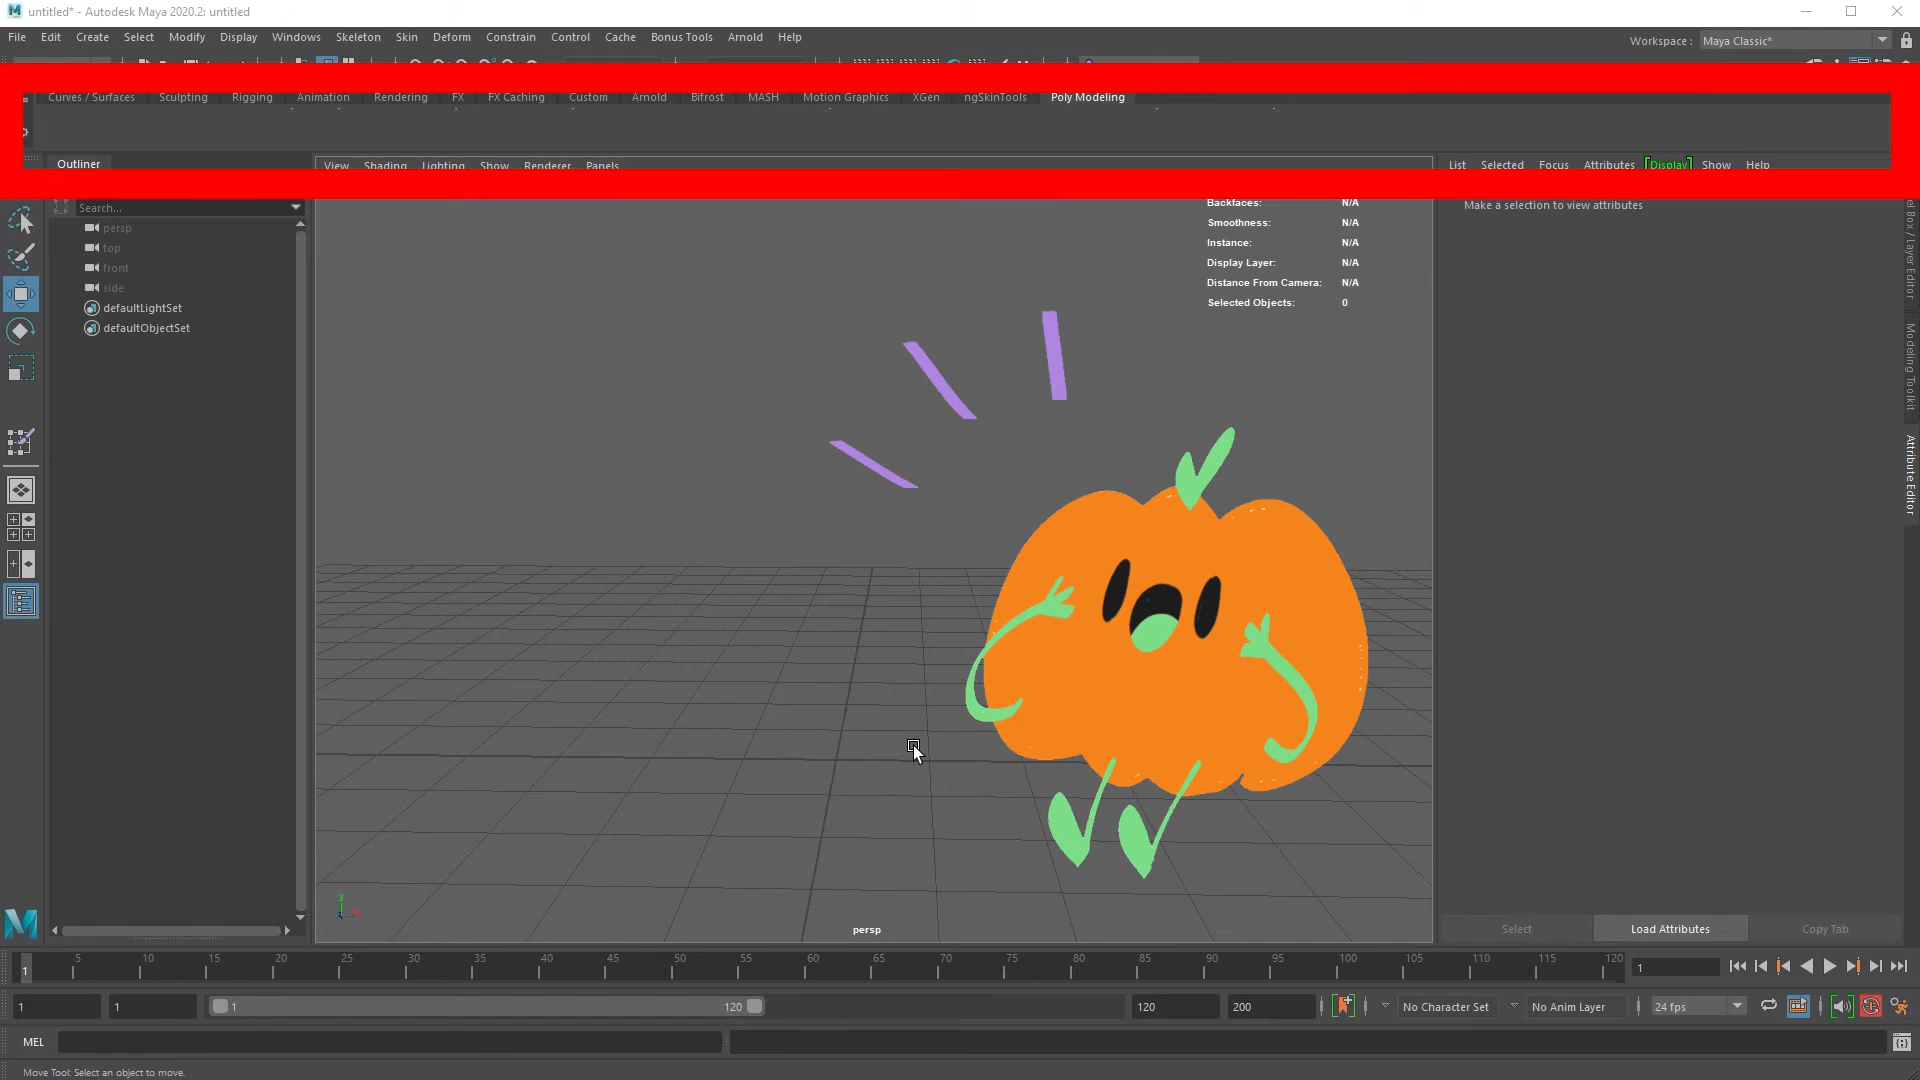 untitled* - Autodesk Maya 2020.2: untitled
File Edit Create Select Modify Display Windows Skeleton Skin Deform Constrain Control Cache Bonus Tools Arnold Help
Workspace : Maya Classic*
Curves / Surfaces Sculpting Rigging Animation Rendering FX FX Caching Custom Arnold Bifrost MASH Motion Graphics XGen ngSkinTools Poly Modeling
Outliner
View Shading Lighting Show Renderer Panels
List Selected Focus Attributes Display Show Help
Search...
persp
top
front
side
defaultLightSet
defaultObjectSet
Backfaces: N/A
Smoothness: N/A
Instance: N/A
Display Layer: N/A
Distance From Camera: N/A
Selected Objects: 0
Make a selection to view attributes
el Box / Layer Editor
Modeling Toolkit
Attribute Editor
y
persp
Select Load Attributes Copy Tab
1 5 10 15 20 25 30 35 40 45 50 55 60 65 70 75 80 85 90 95 100 105 110 115 120 1
1 1 1 120 120 200 No Character Set No Anim Layer 24 fps
MEL
Move Tool: Select an object to move.